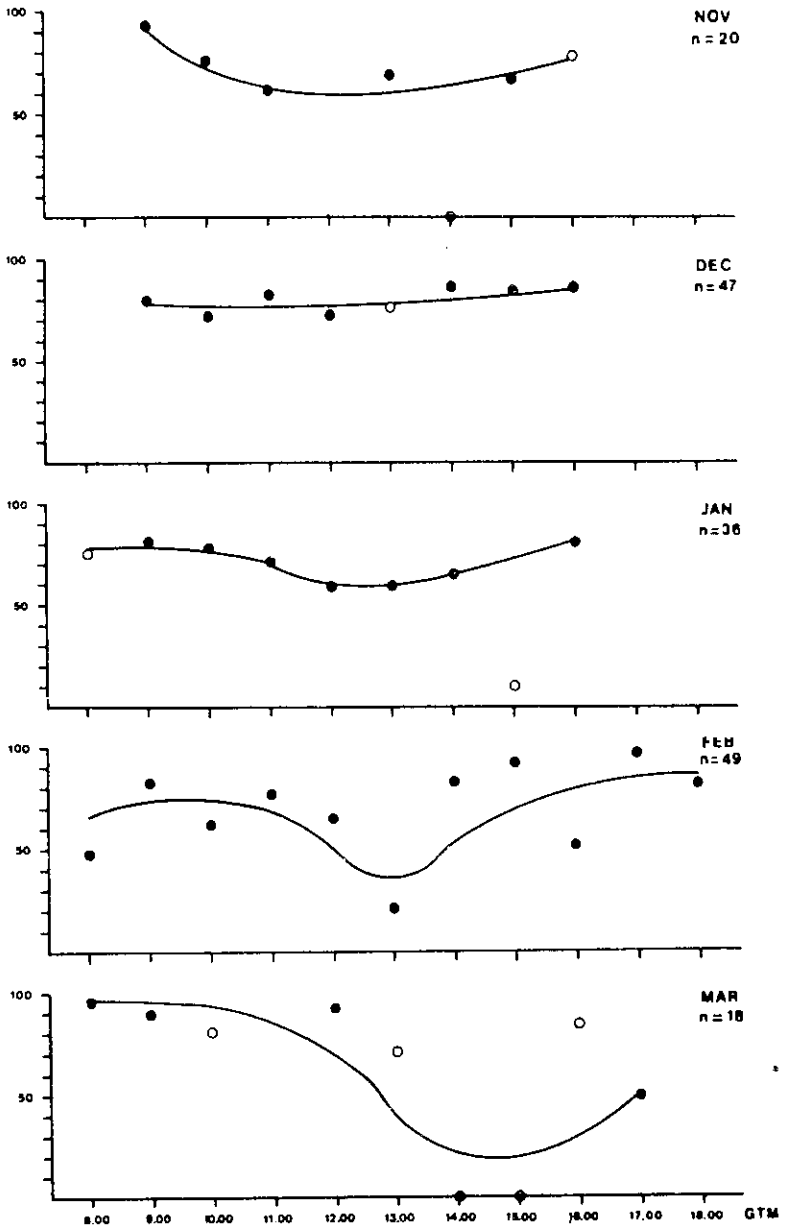 100
NOV
n = 20
50
100
DEC
n = 47
50
100
JAN
n = 36
50
100
FEB
n = 49
50
100
MAR
n = 18
50
8.00 9.00 10.00 11.00 12.00 13.00 14.00 15.00 16.00 17.00 18.00 GTM